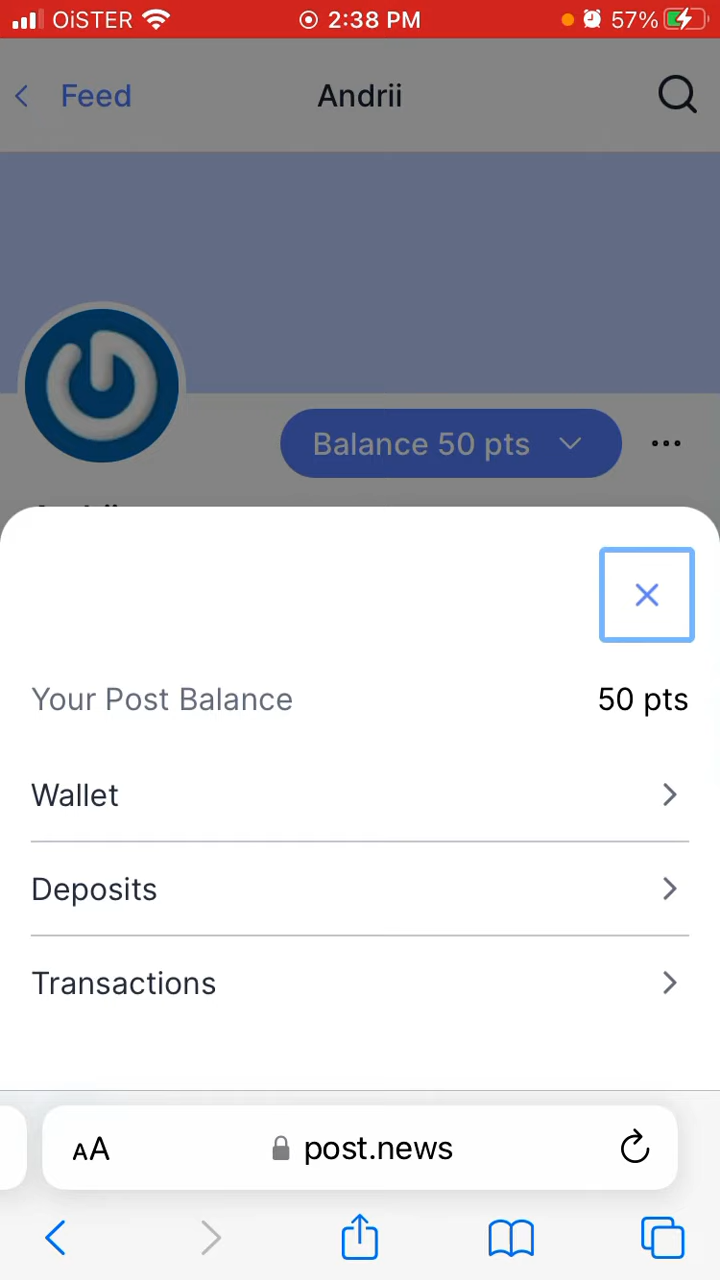 OiSTER 2:38 PM 57%
Feed Andrii
Balance 50 pts
Your Post Balance 50 pts
Wallet
Deposits
Transactions
AA post.news